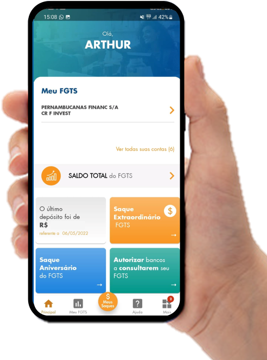 15:08
42%
Olá,
ARTHUR
Meu FGTS
PERNAMBUCANAS FINANC S/A
CR F INVEST
Ver todas suas contas (6)
SALDO TOTAL do FGTS
O último
depósito foi de
R$
referente a 06/02/2020
Saque
Extraordinário
FGTS
Saque
Aniversário
do FGTS
Autorizar bancos
a consultarem seu
FGTS
Principal
Meu FGTS
Meus
Saques
Ajuda
Mais